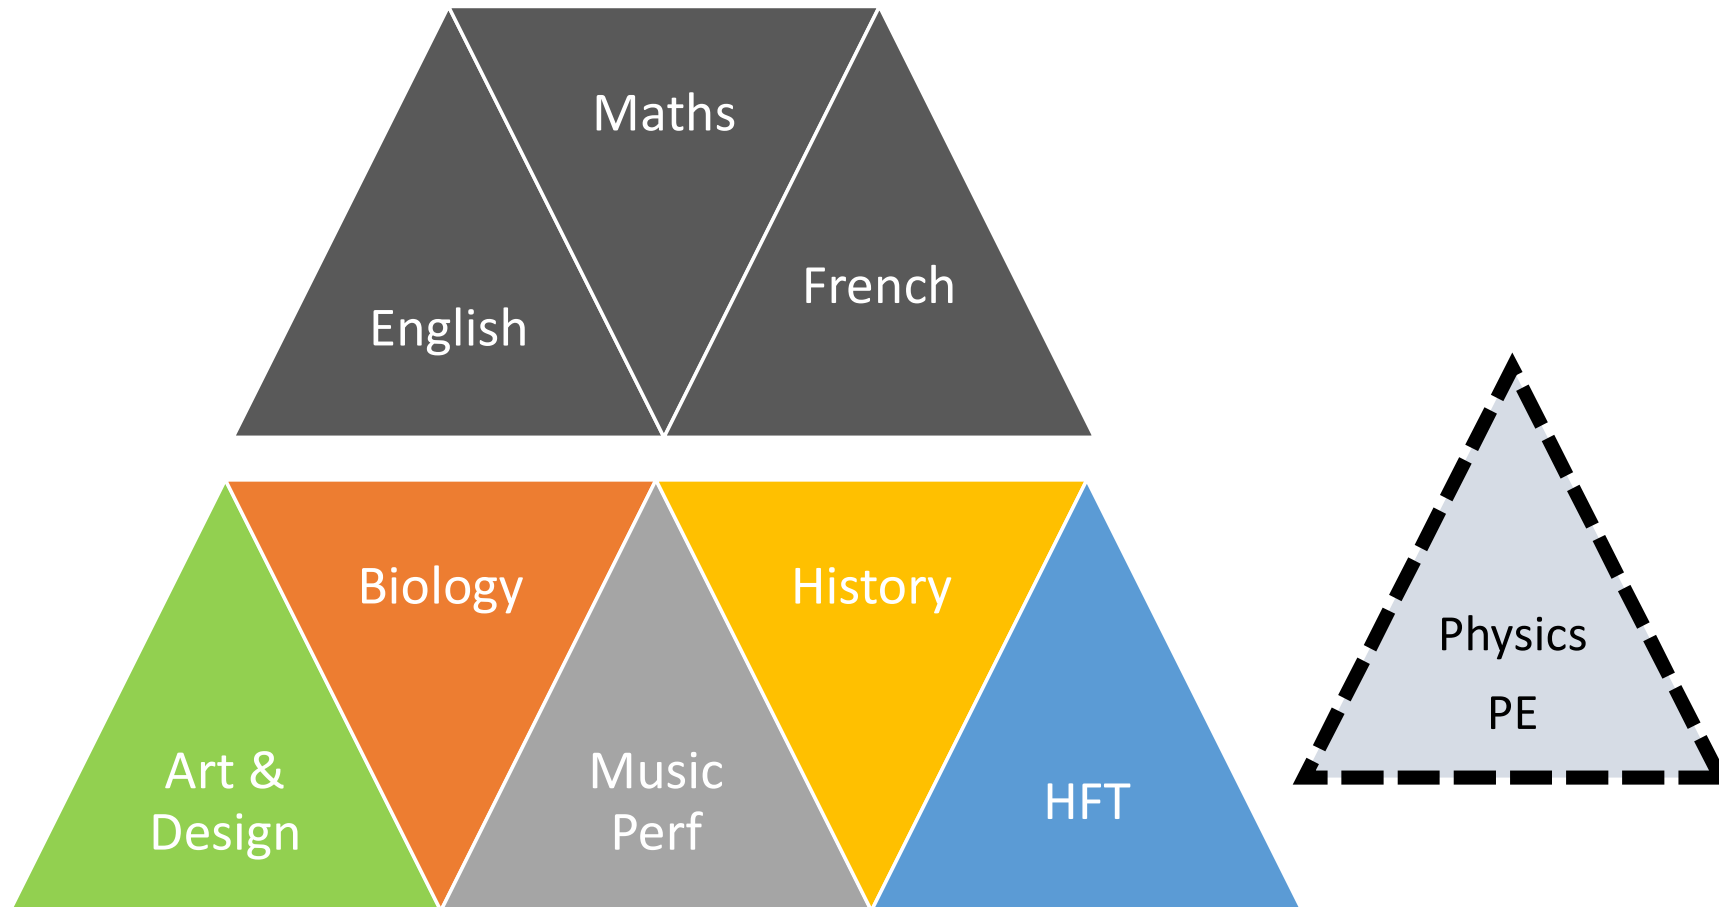 Maths
French
English
Biology
History
Art &
Design
Music
Perf
HFT
Physics
PE